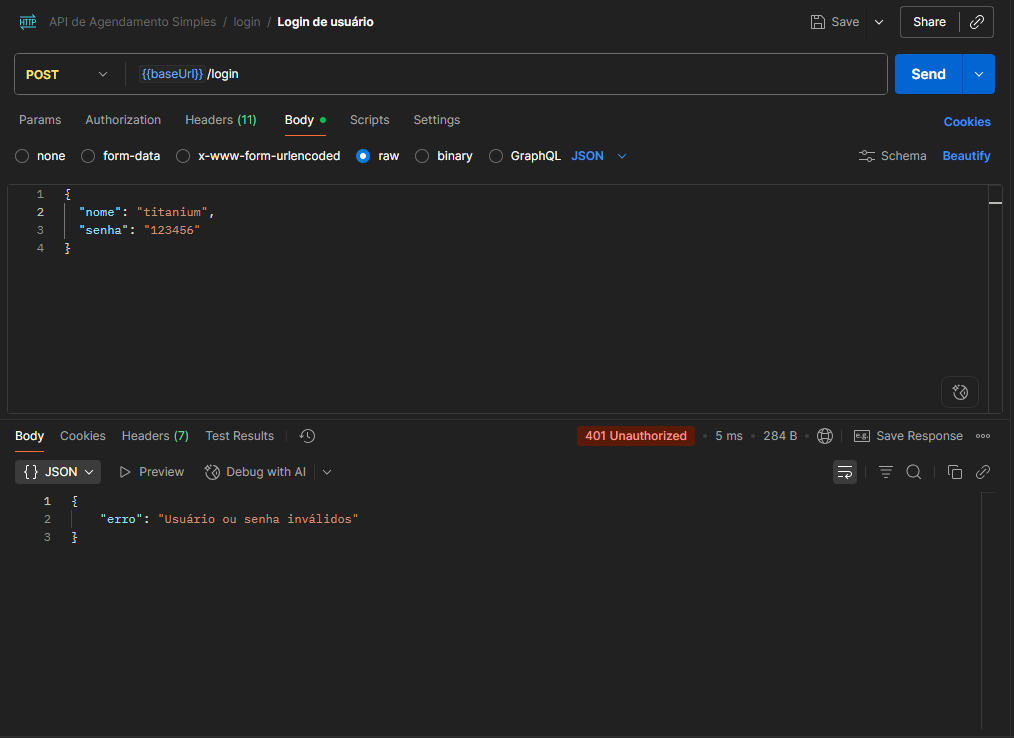 HTTP API de Agendamento Simples / login / Login de usuário Save Share
POST {{baseUrl}} /login Send
Params Authorization Headers (11) Body Scripts Settings Cookies
none form-data x-www-form-urlencoded raw binary GraphQL JSON Schema Beautify
1 {
2 "nome": "titanium",
3 "senha": "123456"
4 }
Body Cookies Headers (7) Test Results 401 Unauthorized • 5 ms • 284 B • e.g. Save Response
{} JSON Preview Debug with AI
1 {
2 "erro": "Usuário ou senha inválidos"
3 }